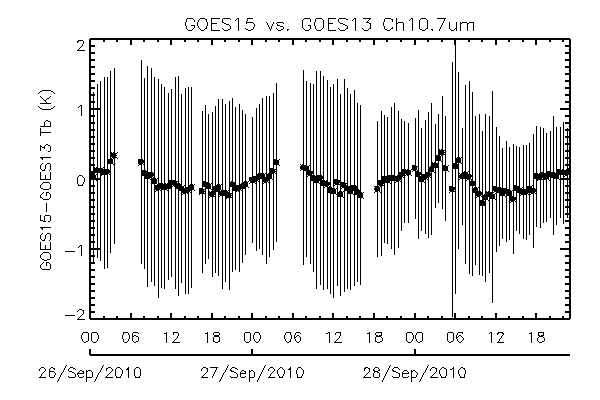 GOES15 vs. GOES13 Ch10.7um
GOES15-GOES13 Tb (K)
2
1
0
-1
-2
00 06 12 18 00 06 12 18 00 06 12 18
26/Sep/2010 27/Sep/2010 28/Sep/2010